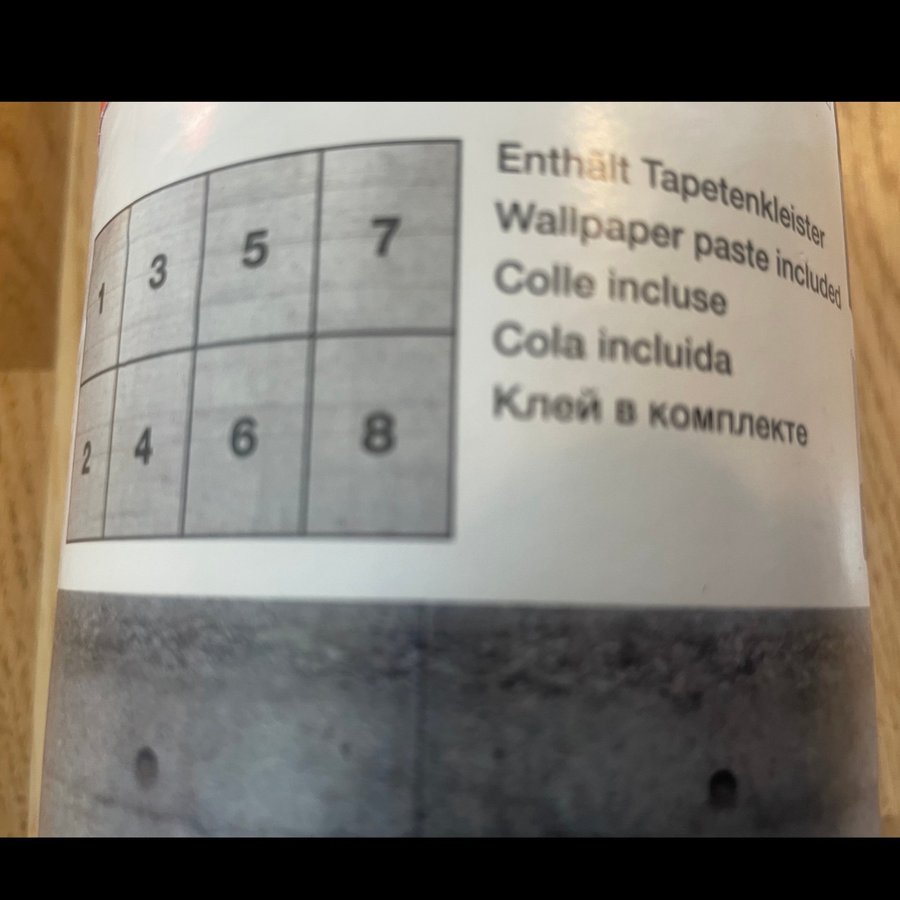 1 3 5 7
2 4 6 8
Enthält Tapetenkleister
Wallpaper paste included
Colle incluse
Cola incluida
Клей в комплекте